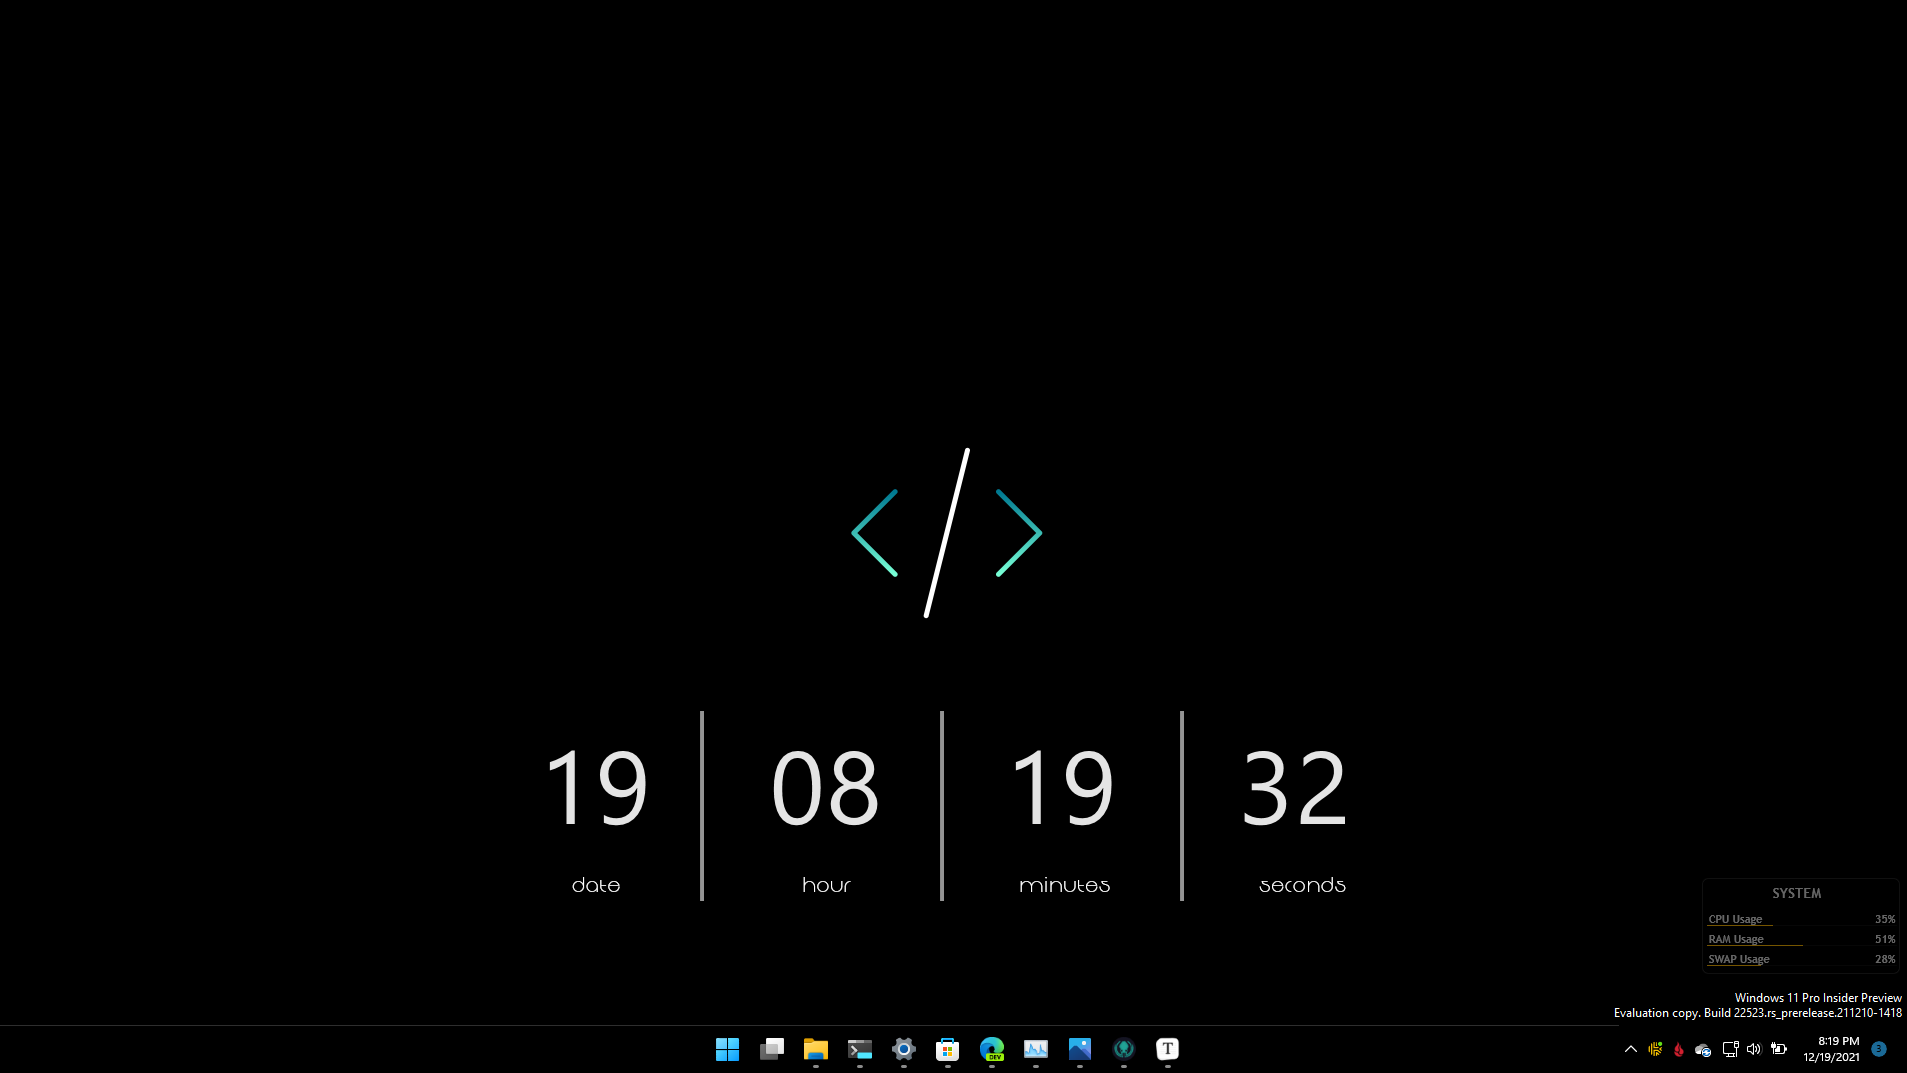 19 08 19 32
date hour minutes seconds
SYSTEM
CPU Usage 35%
RAM Usage 51%
SWAP Usage 28%
Windows 11 Pro Insider Preview
Evaluation copy. Build 22523.rs_prerelease.211210-1418
DEV
T
8:19 PM
12/19/2021
3